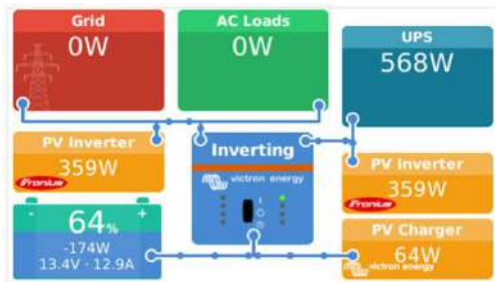 Grid
0W
AC Loads
0W
UPS
568W
PV Inverter
359W
Fronius
Inverting
victron energy
PV Inverter
359W
Fronius
- 64% +
-174W
13.4V · 12.9A
PV Charger
64W
victron energy